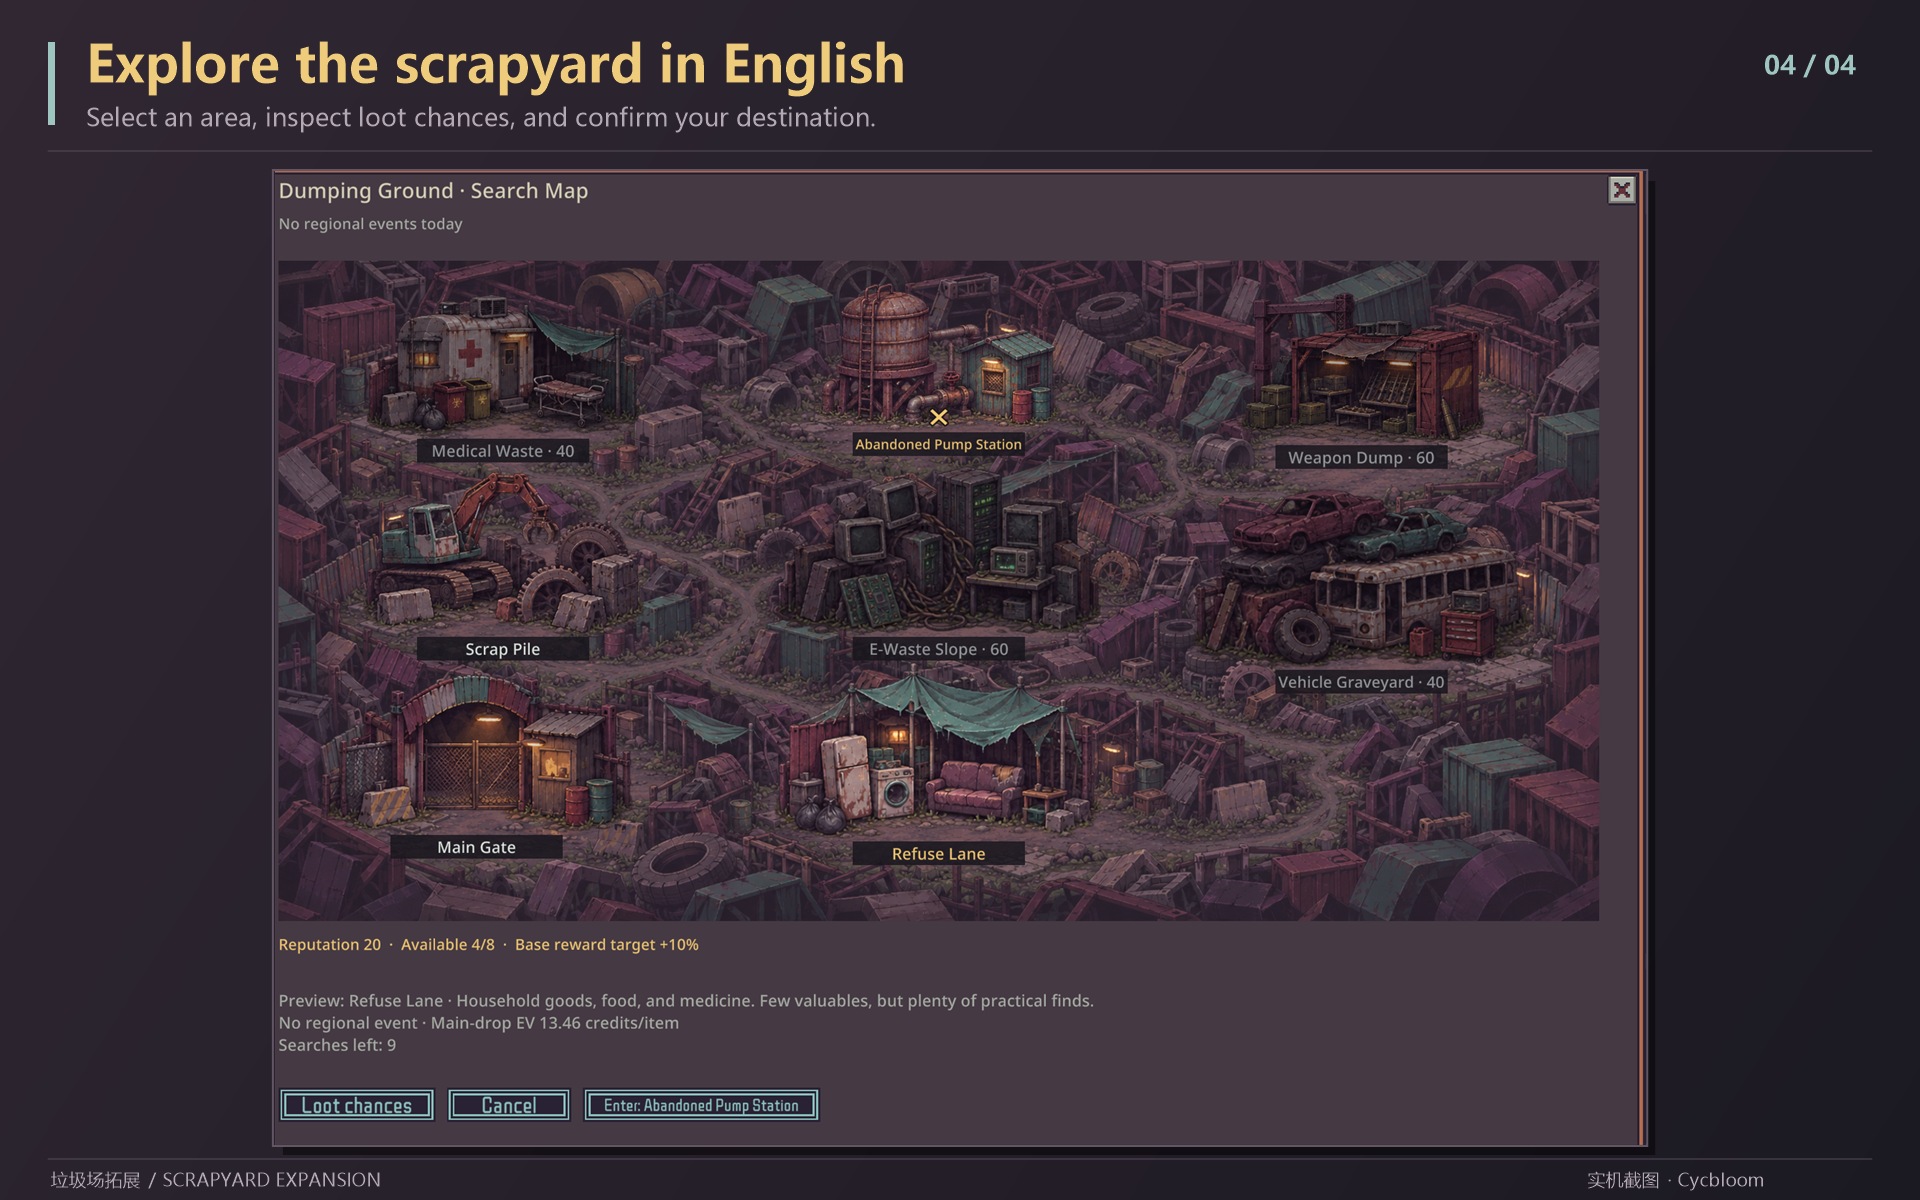 Explore the scrapyard in English
04 / 04
Select an area, inspect loot chances, and confirm your destination.
Dumping Ground · Search Map
No regional events today
Medical Waste · 40
Abandoned Pump Station
Weapon Dump · 60
Scrap Pile
E-Waste Slope · 60
Vehicle Graveyard · 40
Main Gate
Refuse Lane
Reputation 20 · Available 4/8 · Base reward target +10%
Preview: Refuse Lane · Household goods, food, and medicine. Few valuables, but plenty of practical finds.
No regional event · Main-drop EV 13.46 credits/item
Searches left: 9
Loot chances
Cancel
Enter: Abandoned Pump Station
垃圾场拓展 / SCRAPYARD EXPANSION
实机截图 · Cycbloom